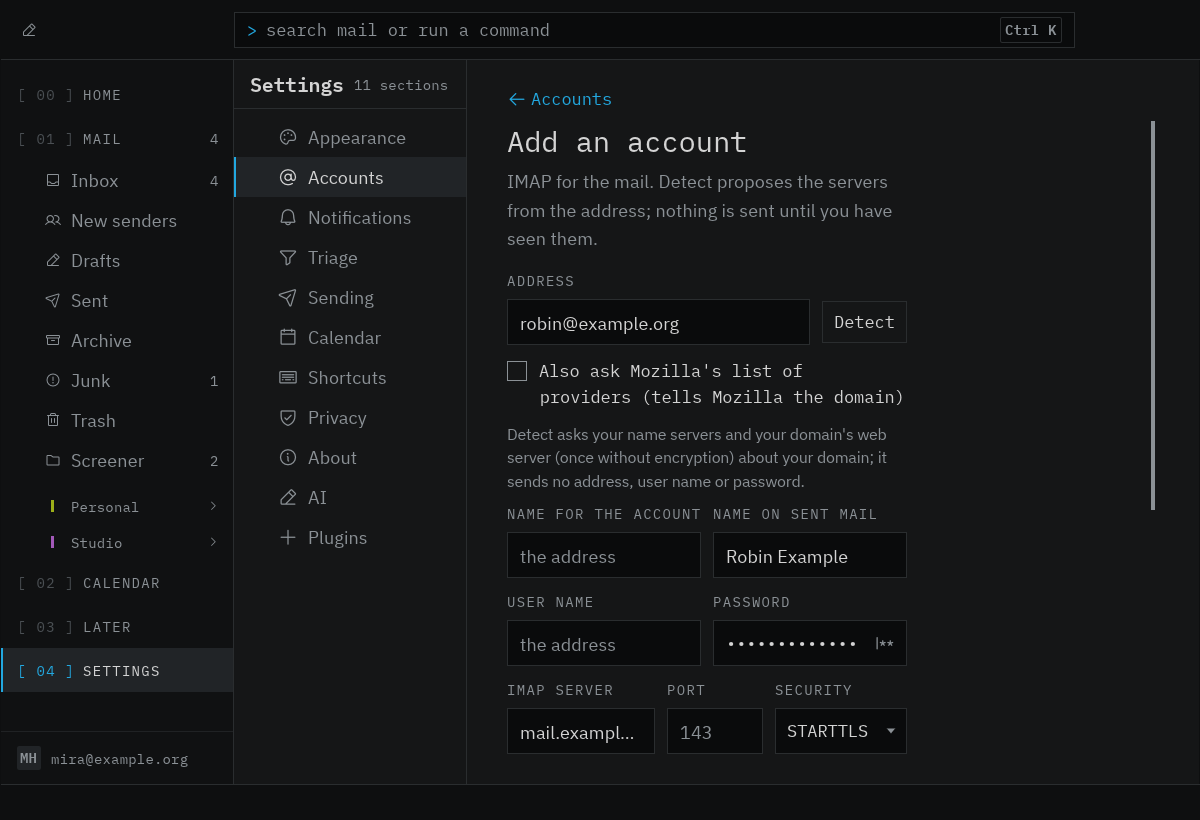 > search mail or run a command
Ctrl K
[ 00 ] HOME
[ 01 ] MAIL 4
Inbox 4
New senders
Drafts
Sent
Archive
Junk 1
Trash
Screener 2
Personal
Studio
[ 02 ] CALENDAR
[ 03 ] LATER
[ 04 ] SETTINGS
MH mira@example.org
Settings 11 sections
Appearance
Accounts
Notifications
Triage
Sending
Calendar
Shortcuts
Privacy
About
AI
Plugins
← Accounts
Add an account
IMAP for the mail. Detect proposes the servers
from the address; nothing is sent until you have
seen them.
ADDRESS
robin@example.org
Detect
Also ask Mozilla's list of
providers (tells Mozilla the domain)
Detect asks your name servers and your domain's web
server (once without encryption) about your domain; it
sends no address, user name or password.
NAME FOR THE ACCOUNT NAME ON SENT MAIL
the address Robin Example
USER NAME PASSWORD
the address ••••••••••••• |**
IMAP SERVER PORT SECURITY
mail.exampl... 143 STARTTLS